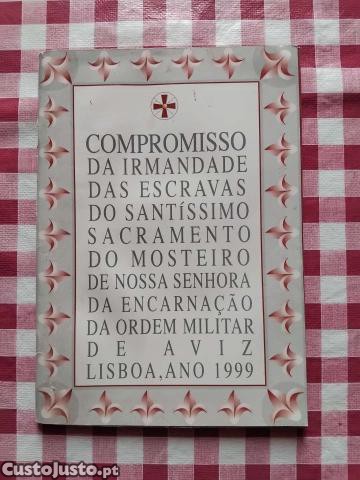 COMPROMISSO
DA IRMANDADE
DAS ESCRAVAS
DO SANTÍSSIMO
SACRAMENTO
DO MOSTEIRO
DE NOSSA SENHORA
DA ENCARNAÇÃO
DA ORDEM MILITAR
DE AVIZ
LISBOA, ANO 1999
CustoJusto.pt